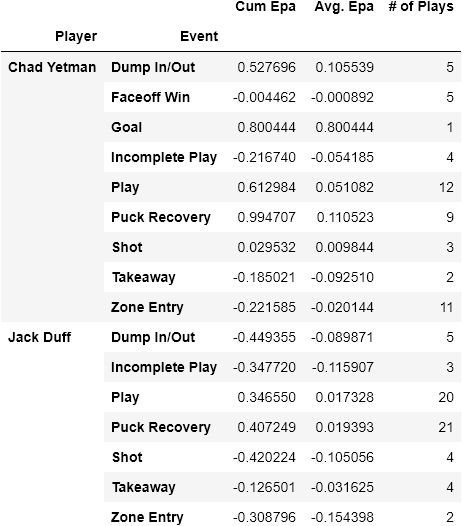 Cum Epa Avg. Epa # of Plays
Player Event
Chad Yetman Dump In/Out 0.527696 0.105539 5
Faceoff Win -0.004462 -0.000892 5
Goal 0.800444 0.800444 1
Incomplete Play -0.216740 -0.054185 4
Play 0.612984 0.051082 12
Puck Recovery 0.994707 0.110523 9
Shot 0.029532 0.009844 3
Takeaway -0.185021 -0.092510 2
Zone Entry -0.221585 -0.020144 11
Jack Duff Dump In/Out -0.449355 -0.089871 5
Incomplete Play -0.347720 -0.115907 3
Play 0.346550 0.017328 20
Puck Recovery 0.407249 0.019393 21
Shot -0.420224 -0.105056 4
Takeaway -0.126501 -0.031625 4
Zone Entry -0.308796 -0.154398 2